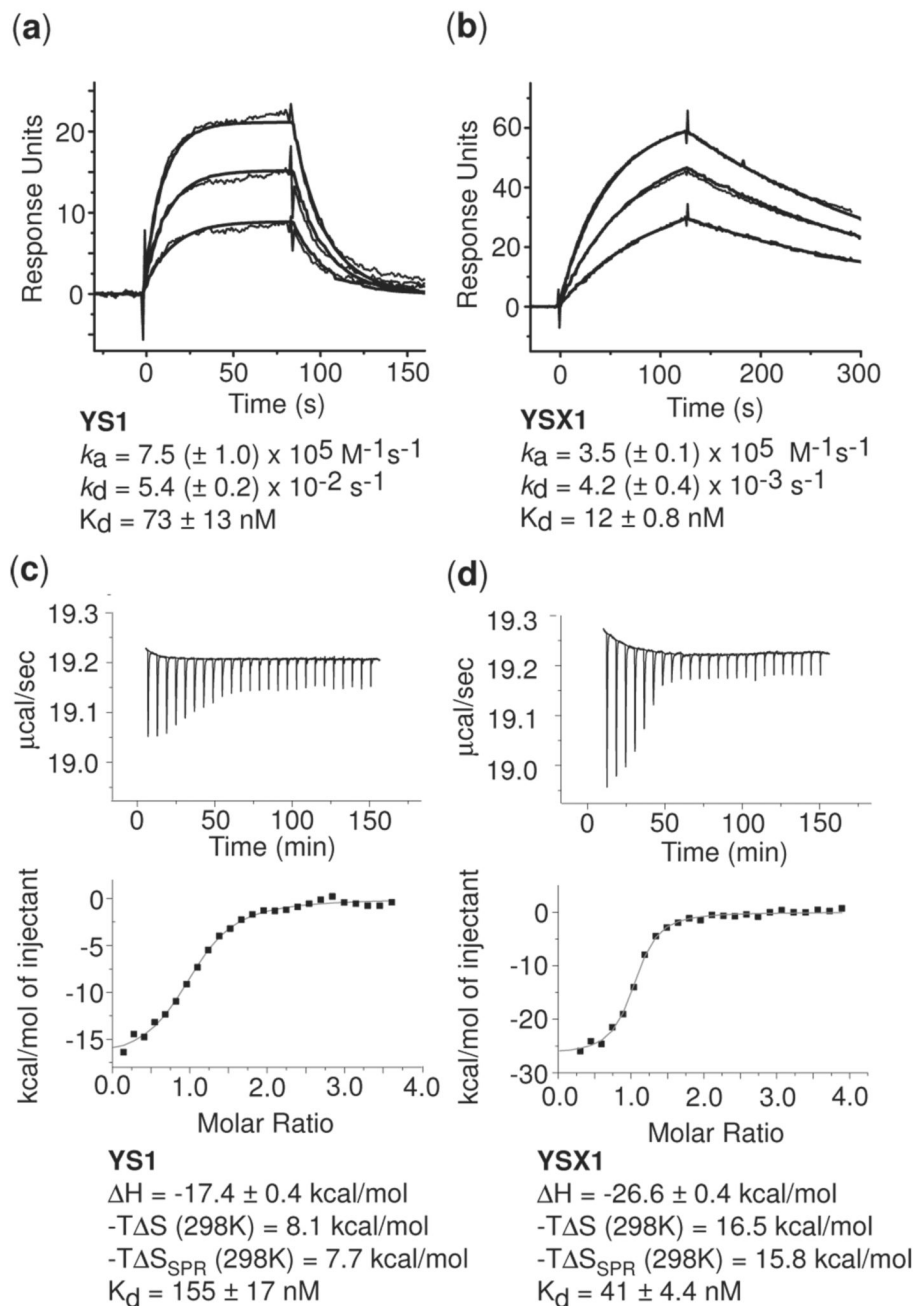 (a)
Response Units
20
10
0
0 50 100 150
Time (s)
YS1
ka = 7.5 (± 1.0) x 10⁵ M⁻¹s⁻¹
kd = 5.4 (± 0.2) x 10⁻² s⁻¹
Kd = 73 ± 13 nM
(b)
Response Units
60
40
20
0
0 100 200 300
Time (s)
YSX1
ka = 3.5 (± 0.1) x 10⁵ M⁻¹s⁻¹
kd = 4.2 (± 0.4) x 10⁻³ s⁻¹
Kd = 12 ± 0.8 nM
(c)
µcal/sec
19.3
19.2
19.1
19.0
0 50 100 150
Time (min)
kcal/mol of injectant
0
-5
-10
-15
0.0 1.0 2.0 3.0 4.0
Molar Ratio
YS1
ΔH = -17.4 ± 0.4 kcal/mol
-TΔS (298K) = 8.1 kcal/mol
-TΔSSPR (298K) = 7.7 kcal/mol
Kd = 155 ± 17 nM
(d)
µcal/sec
19.3
19.2
19.1
19.0
0 50 100 150
Time (min)
kcal/mol of injectant
0
-10
-20
-30
0.0 1.0 2.0 3.0 4.0
Molar Ratio
YSX1
ΔH = -26.6 ± 0.4 kcal/mol
-TΔS (298K) = 16.5 kcal/mol
-TΔSSPR (298K) = 15.8 kcal/mol
Kd = 41 ± 4.4 nM